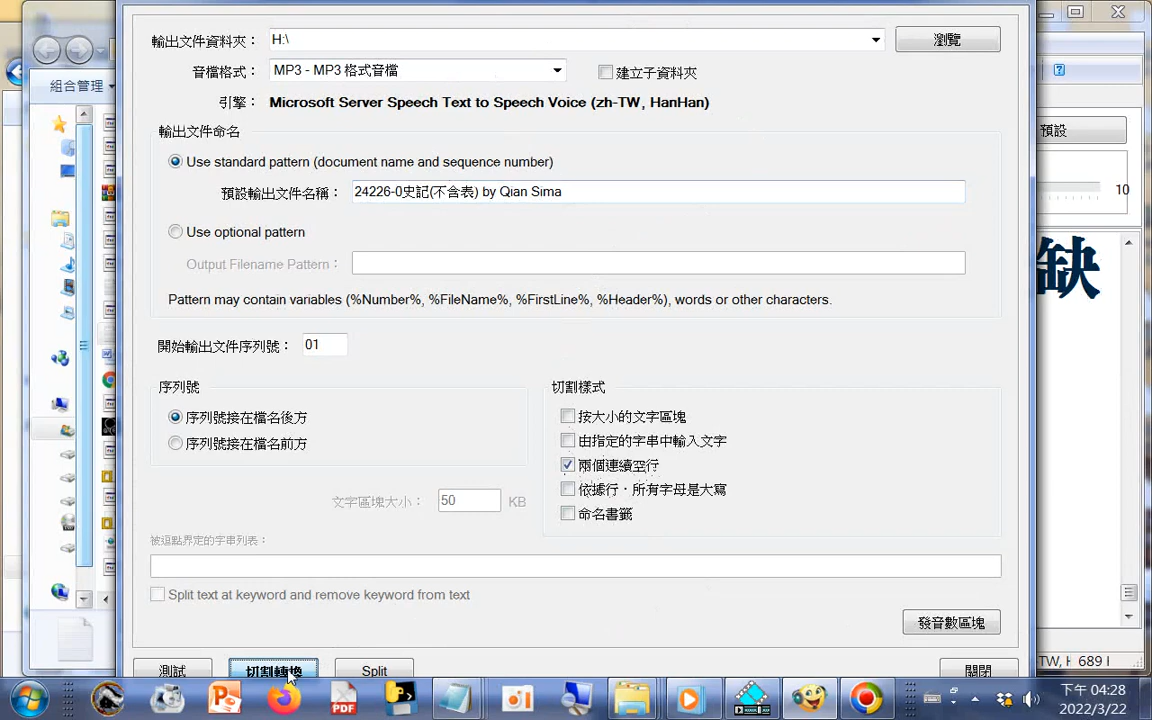 輸出文件資料夾： H:\ 瀏覽
組合管理
音檔格式： MP3 - MP3 格式音檔 建立子資料夾
引擎： Microsoft Server Speech Text to Speech Voice (zh-TW, HanHan)
輸出文件命名
預設
Use standard pattern (document name and sequence number)
預設輸出文件名稱： 24226-0史記(不含表) by Qian Sima
10
Use optional pattern
Output Filename Pattern：
缺
Pattern may contain variables (%Number%, %FileName%, %FirstLine%, %Header%), words or other characters.
開始輸出文件序列號： 01
序列號
序列號接在檔名後方
序列號接在檔名前方
切割樣式
按大小的文字區塊
由指定的字串中輸入文字
兩個連續空行
依據行，所有字母是大寫
命名書籤
文字區塊大小： 50 KB
被逗點界定的字串列表：
Split text at keyword and remove keyword from text
發音數區塊
測試 切割轉換 Split 關閉
689 l
PDF
下午 04:28
2022/3/22